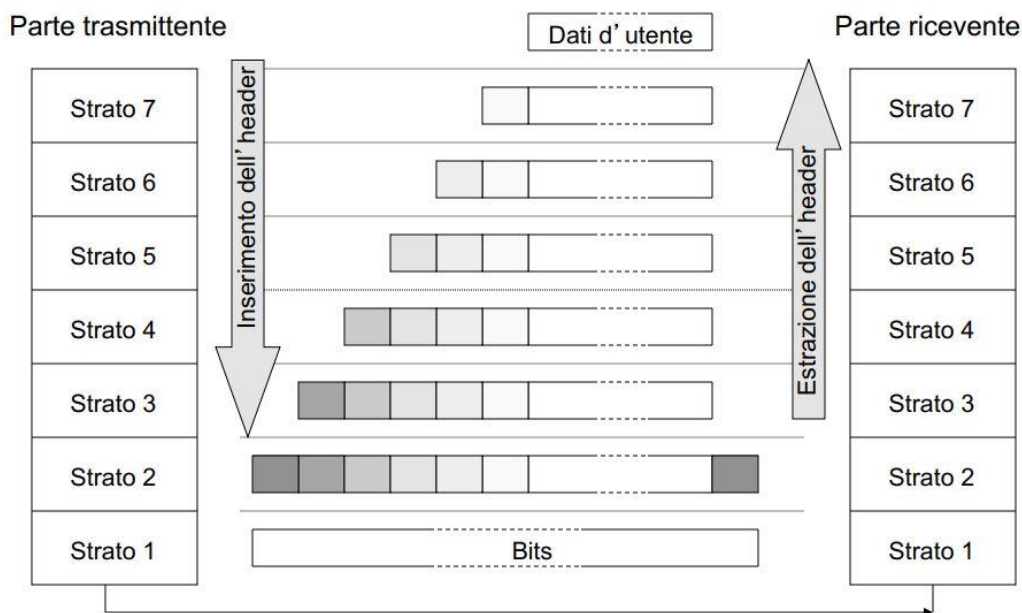 Parte trasmittente
Dati d’ utente
Parte ricevente
Strato 7
Strato 7
Strato 6
Strato 6
Strato 5
Strato 5
Strato 4
Strato 4
Strato 3
Strato 3
Strato 2
Strato 2
Strato 1
Bits
Strato 1
Inserimento dell’ header
Estrazione dell’ header